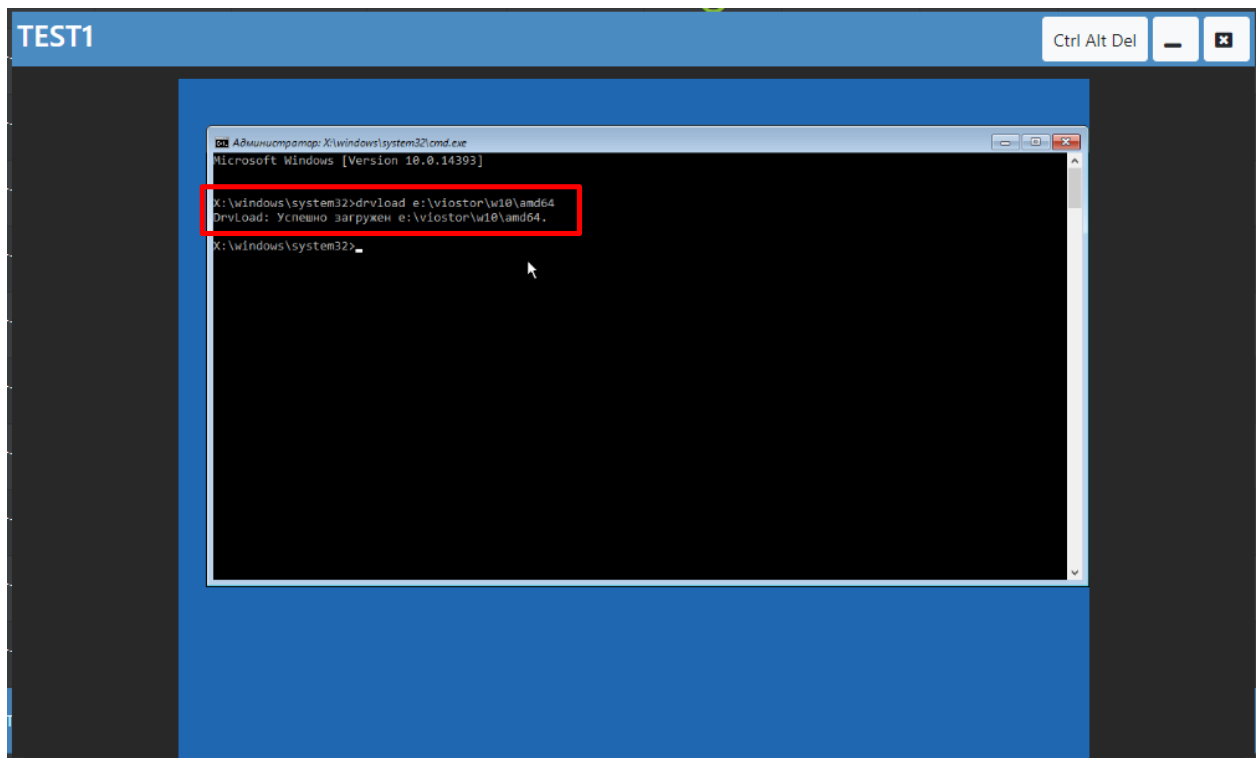 TEST1
Ctrl Alt Del
Администратор: X:\windows\system32\cmd.exe
Microsoft Windows [Version 10.0.14393]
X:\windows\system32>drvload e:\viostor\w10\amd64
DrvLoad: Успешно загружен e:\viostor\w10\amd64.
X:\windows\system32>